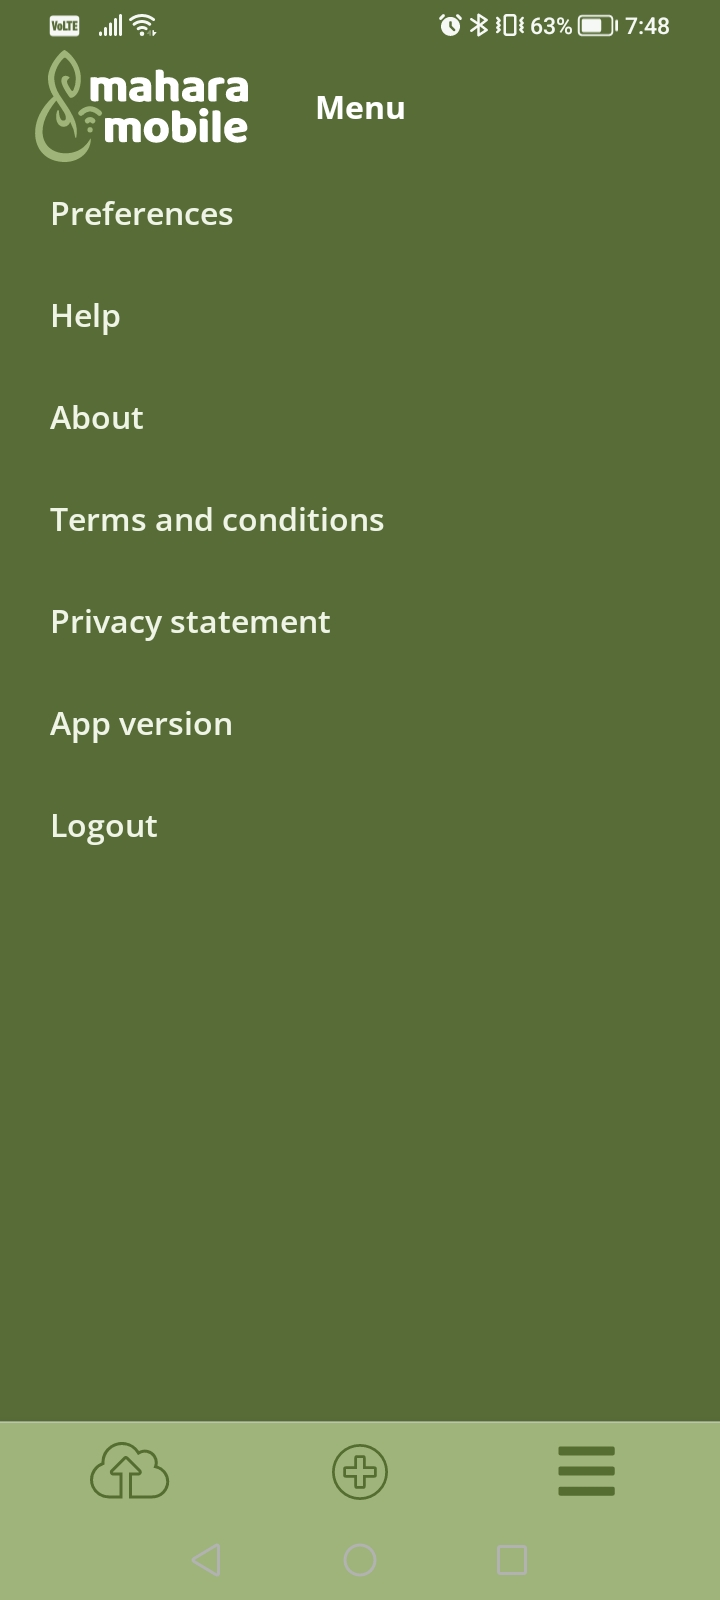 VoLTE 63% 7:48
mahara
mobile
Menu
Preferences
Help
About
Terms and conditions
Privacy statement
App version
Logout